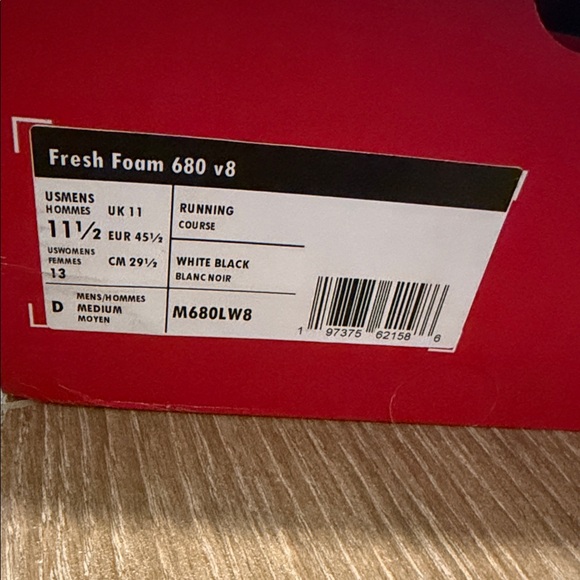 Fresh Foam 680 v8
USMENS
HOMMES UK 11
11½ EUR 45½
USWOMENS
FEMMES CM 29½
13
D MENS/HOMMES
MEDIUM
MOYEN
RUNNING
COURSE
WHITE BLACK
BLANC NOIR
M680LW8
1 97375 62158 6